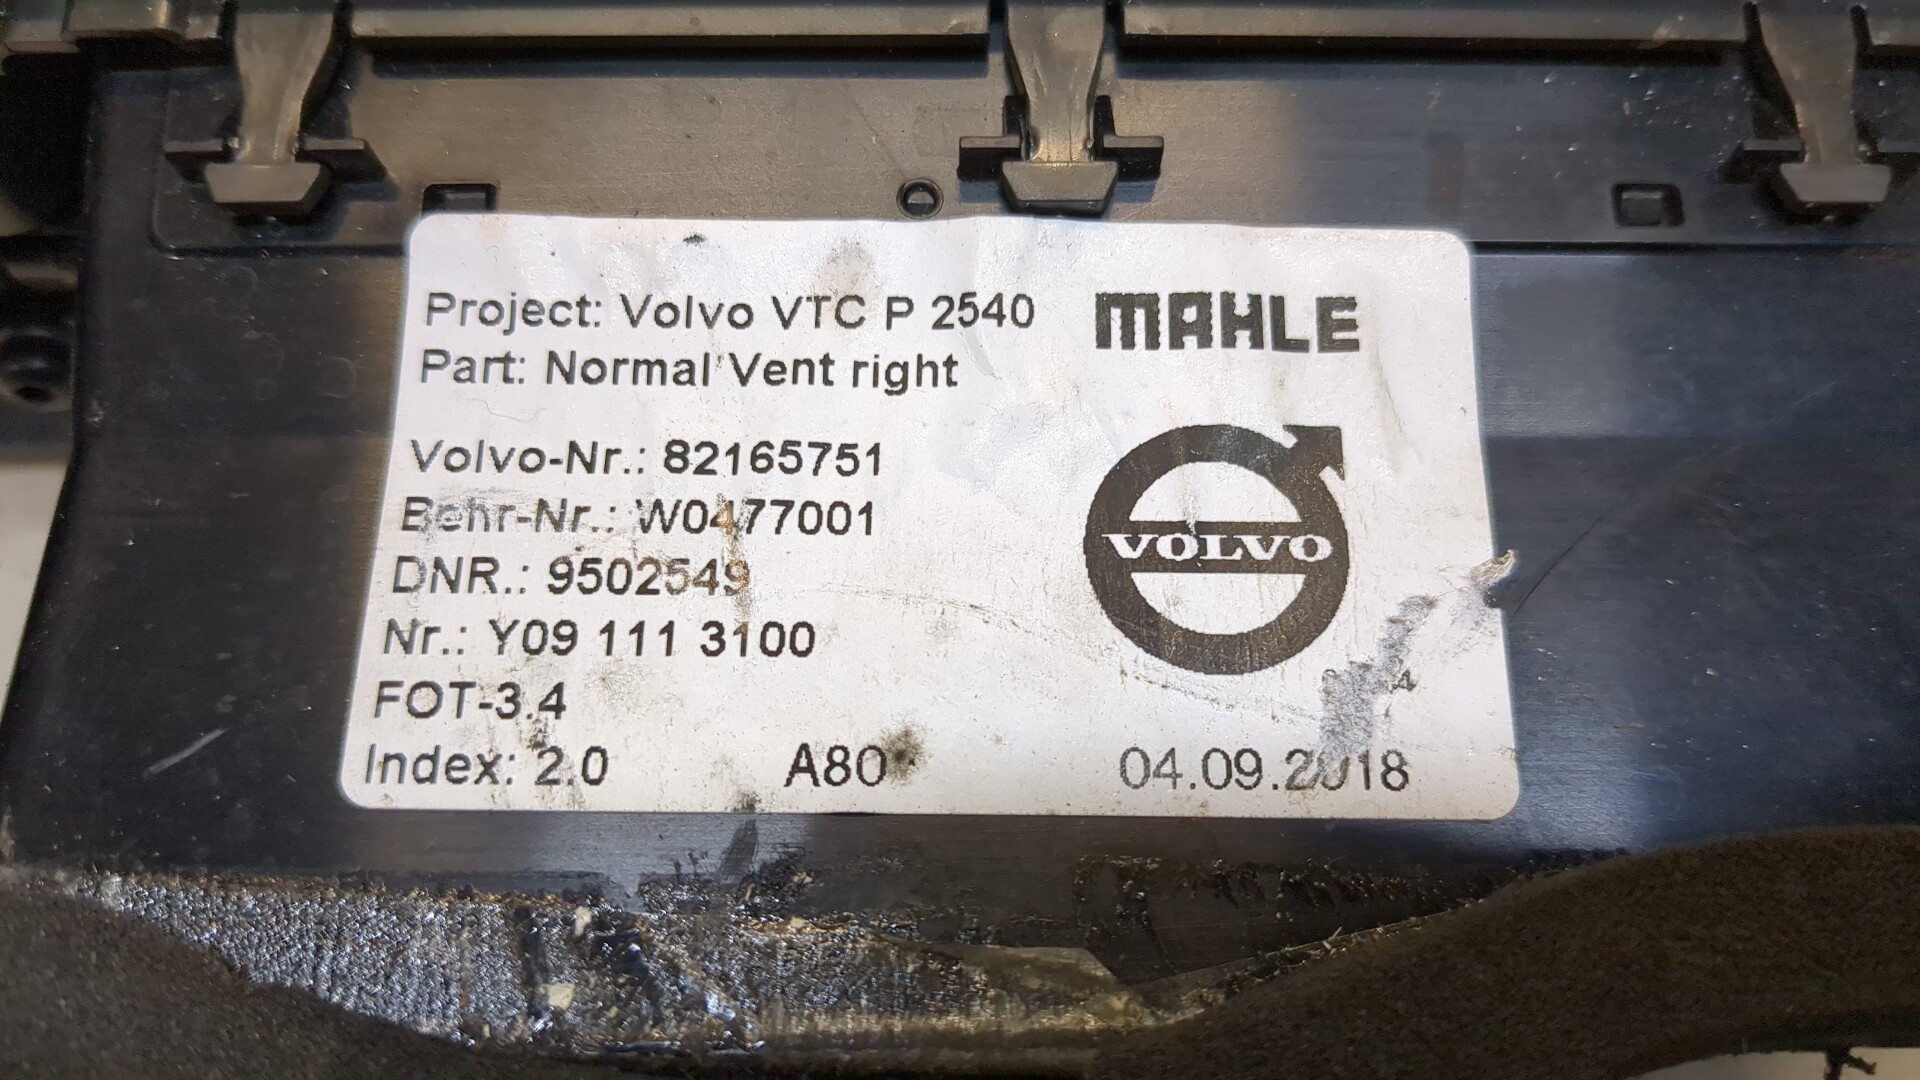 Project: Volvo VTC P 2540
MAHLE
Part: Normal Vent right
Volvo-Nr.: 82165751
Behr-Nr.: W0477001
VOLVO
DNR.: 9502549
Nr.: Y09 111 3100
FOT-3.4
Index: 2.0 A80 04.09.2018